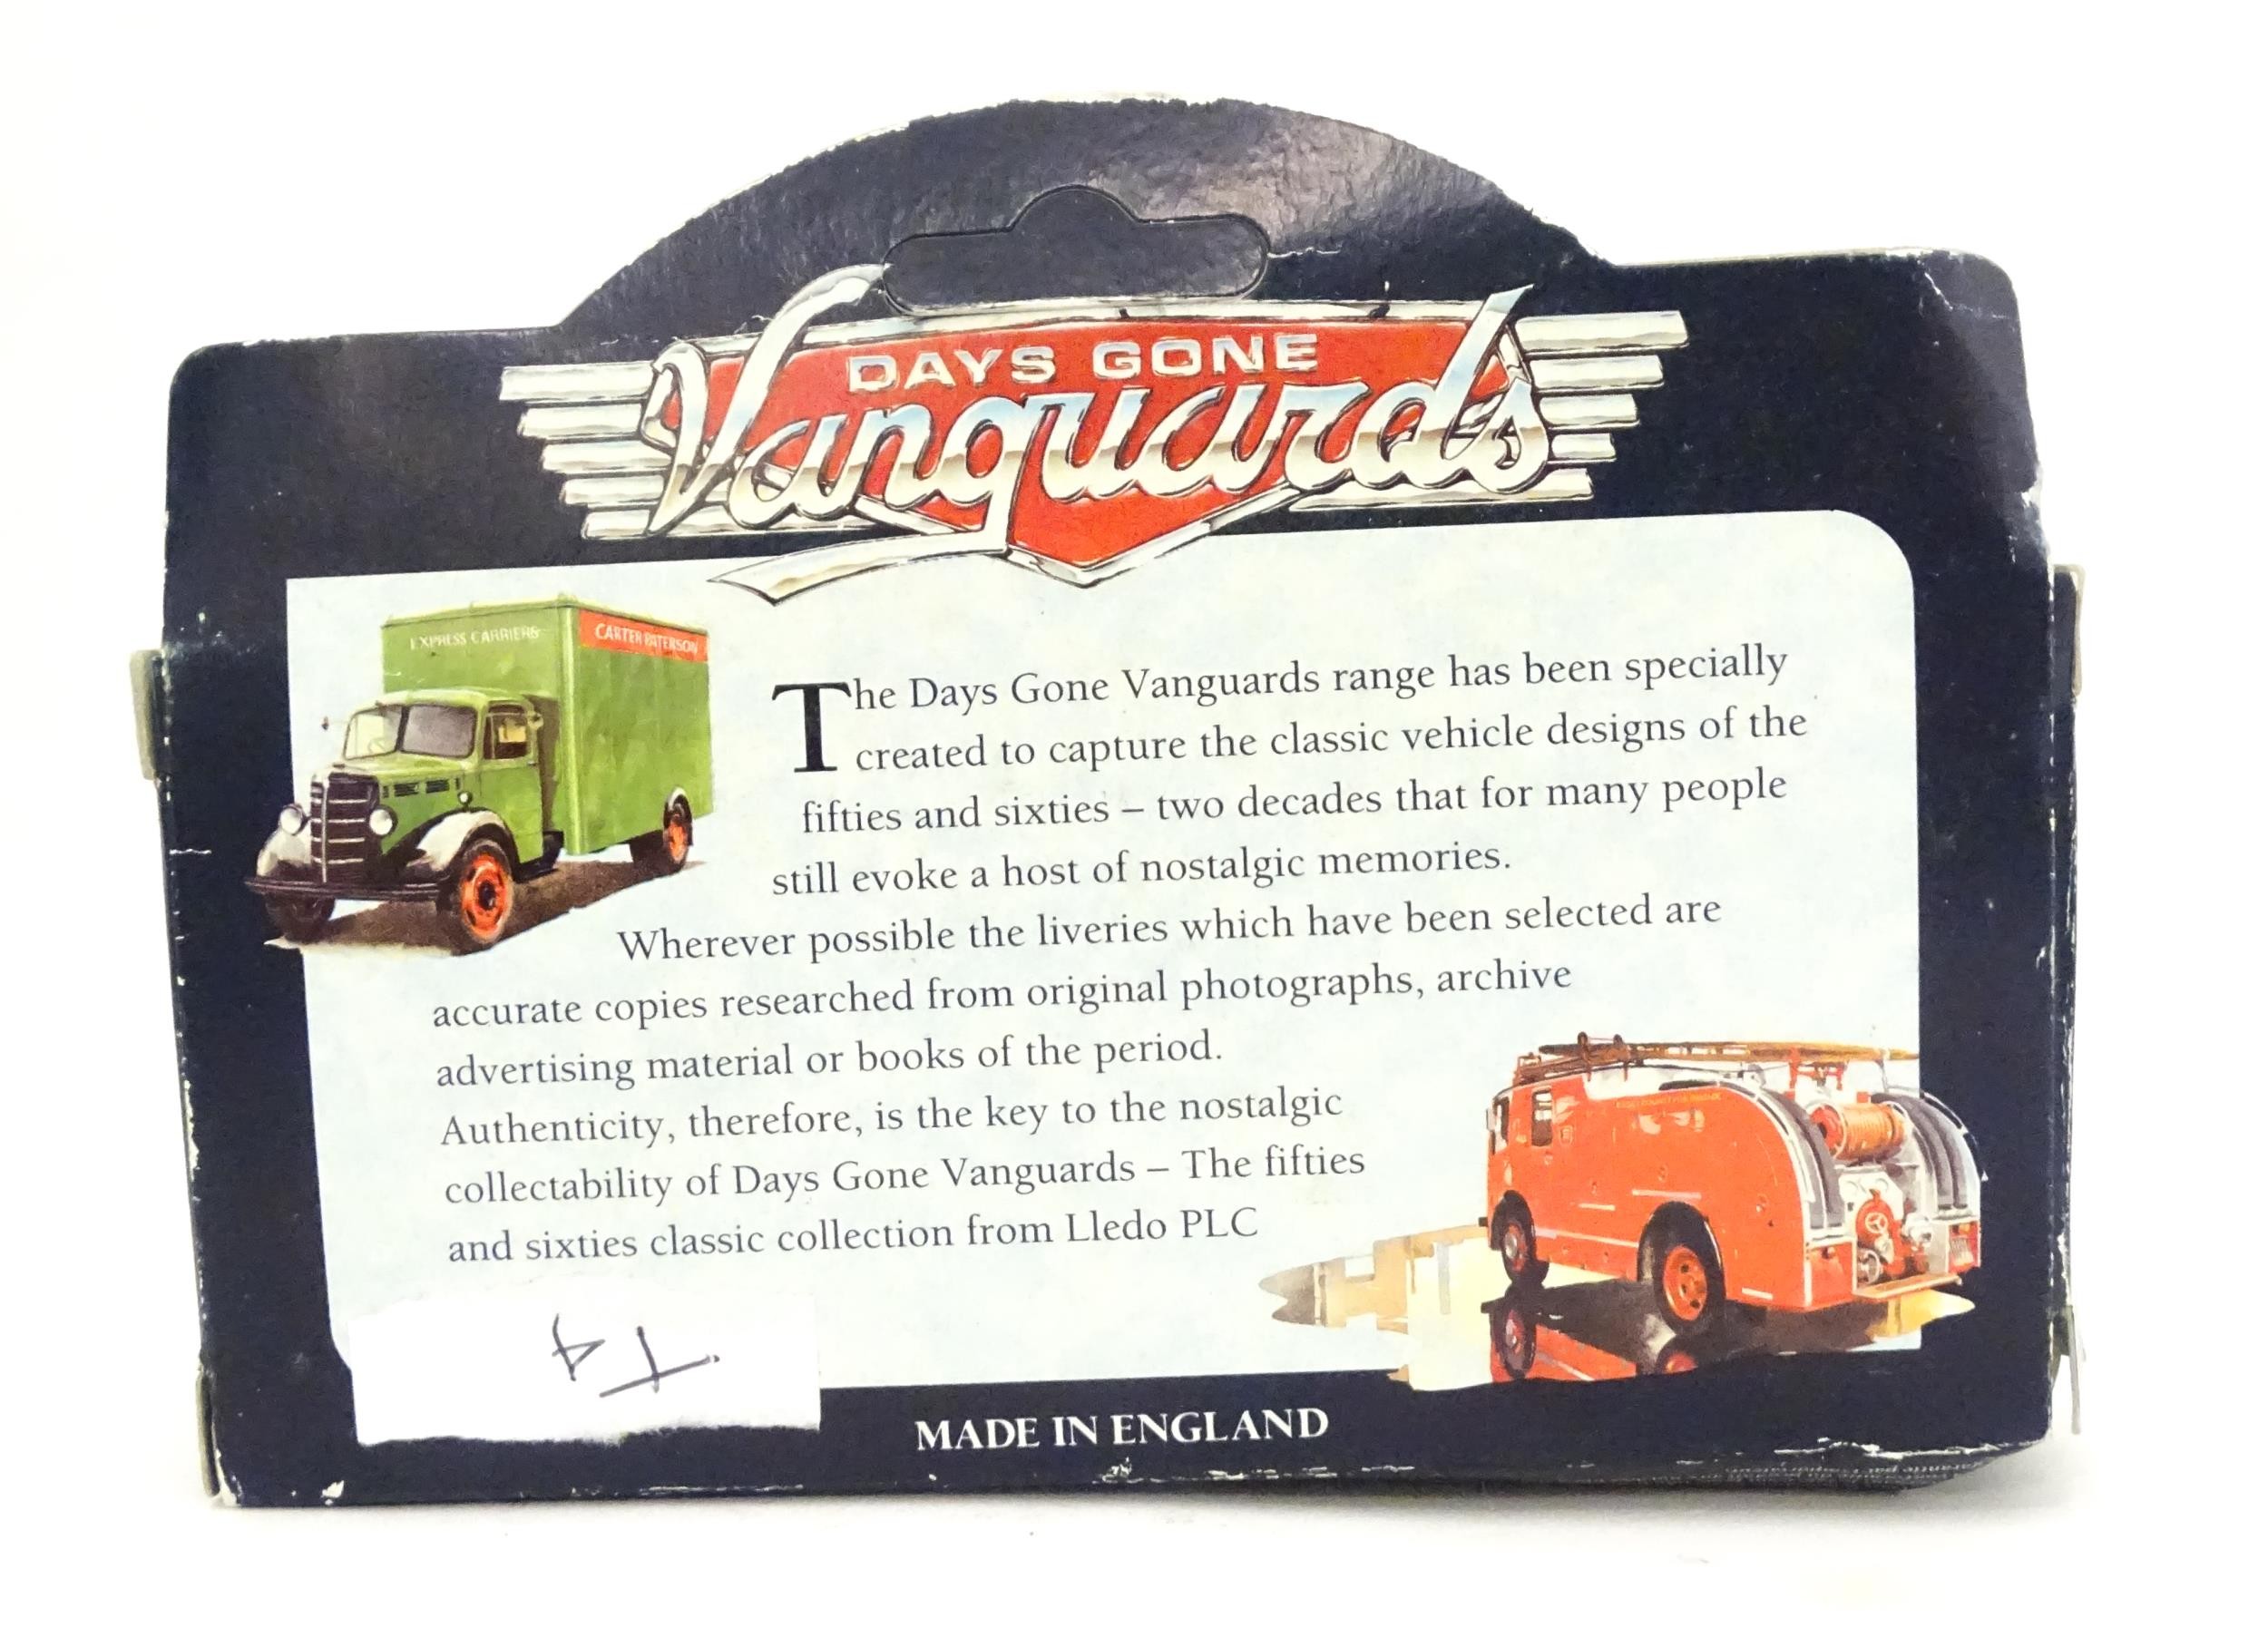 DAYS GONE
Vanguards
EXPRESS CARRIERS
CARTER PATERSON
The Days Gone Vanguards range has been specially
created to capture the classic vehicle designs of the
fifties and sixties – two decades that for many people
still evoke a host of nostalgic memories.
Wherever possible the liveries which have been selected are
accurate copies researched from original photographs, archive
advertising material or books of the period.
Authenticity, therefore, is the key to the nostalgic
collectability of Days Gone Vanguards – The fifties
and sixties classic collection from Lledo PLC
MADE IN ENGLAND